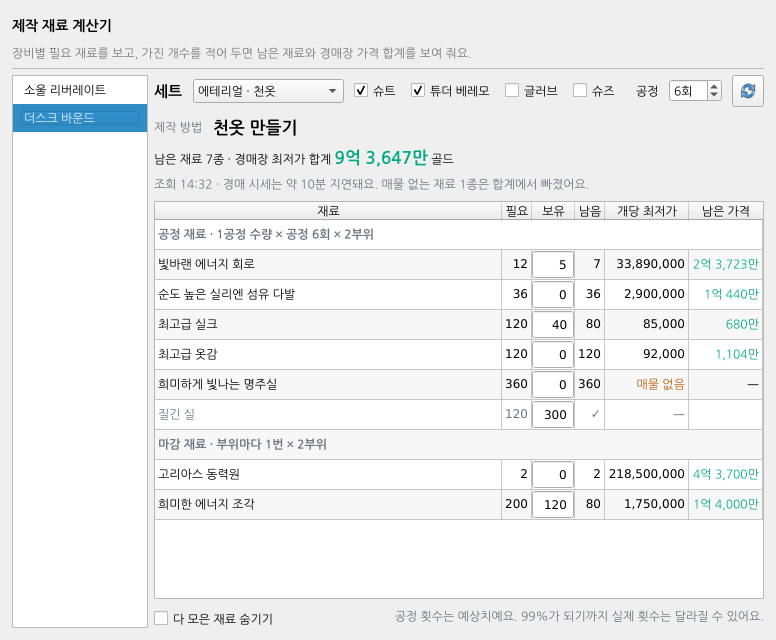 제작 재료 계산기
장비별 필요 재료를 보고, 가진 개수를 적어 두면 남은 재료와 경매장 가격 합계를 보여 줘요.
소울 리버레이트
더스크 바운드
세트 에테리얼 · 천옷 슈트 튜더 베레모 글러브 슈즈 공정 6회
제작 방법 천옷 만들기
남은 재료 7종 · 경매장 최저가 합계 9억 3,647만 골드
조회 14:32 · 경매 시세는 약 10분 지연돼요. 매물 없는 재료 1종은 합계에서 빠졌어요.
재료 필요 보유 남음 개당 최저가 남은 가격
공정 재료 · 1공정 수량 × 공정 6회 × 2부위
빛바랜 에너지 회로 12 5 7 33,890,000 2억 3,723만
순도 높은 실리엔 섬유 다발 36 0 36 2,900,000 1억 440만
최고급 실크 120 40 80 85,000 680만
최고급 옷감 120 0 120 92,000 1,104만
희미하게 빛나는 명주실 360 0 360 매물 없음 —
질긴 실 120 300 ✓ —
마감 재료 · 부위마다 1번 × 2부위
고리아스 동력원 2 0 2 218,500,000 4억 3,700만
희미한 에너지 조각 200 120 80 1,750,000 1억 4,000만
다 모은 재료 숨기기
공정 횟수는 예상치예요. 99%가 되기까지 실제 횟수는 달라질 수 있어요.